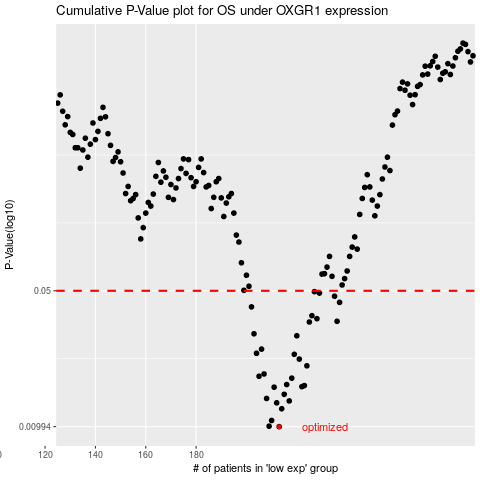 Cumulative P-Value plot for OS under OXGR1 expression
P-Value(log10)
0.05
0.00994
optimized
0 120 140 160 180
# of patients in 'low exp' group